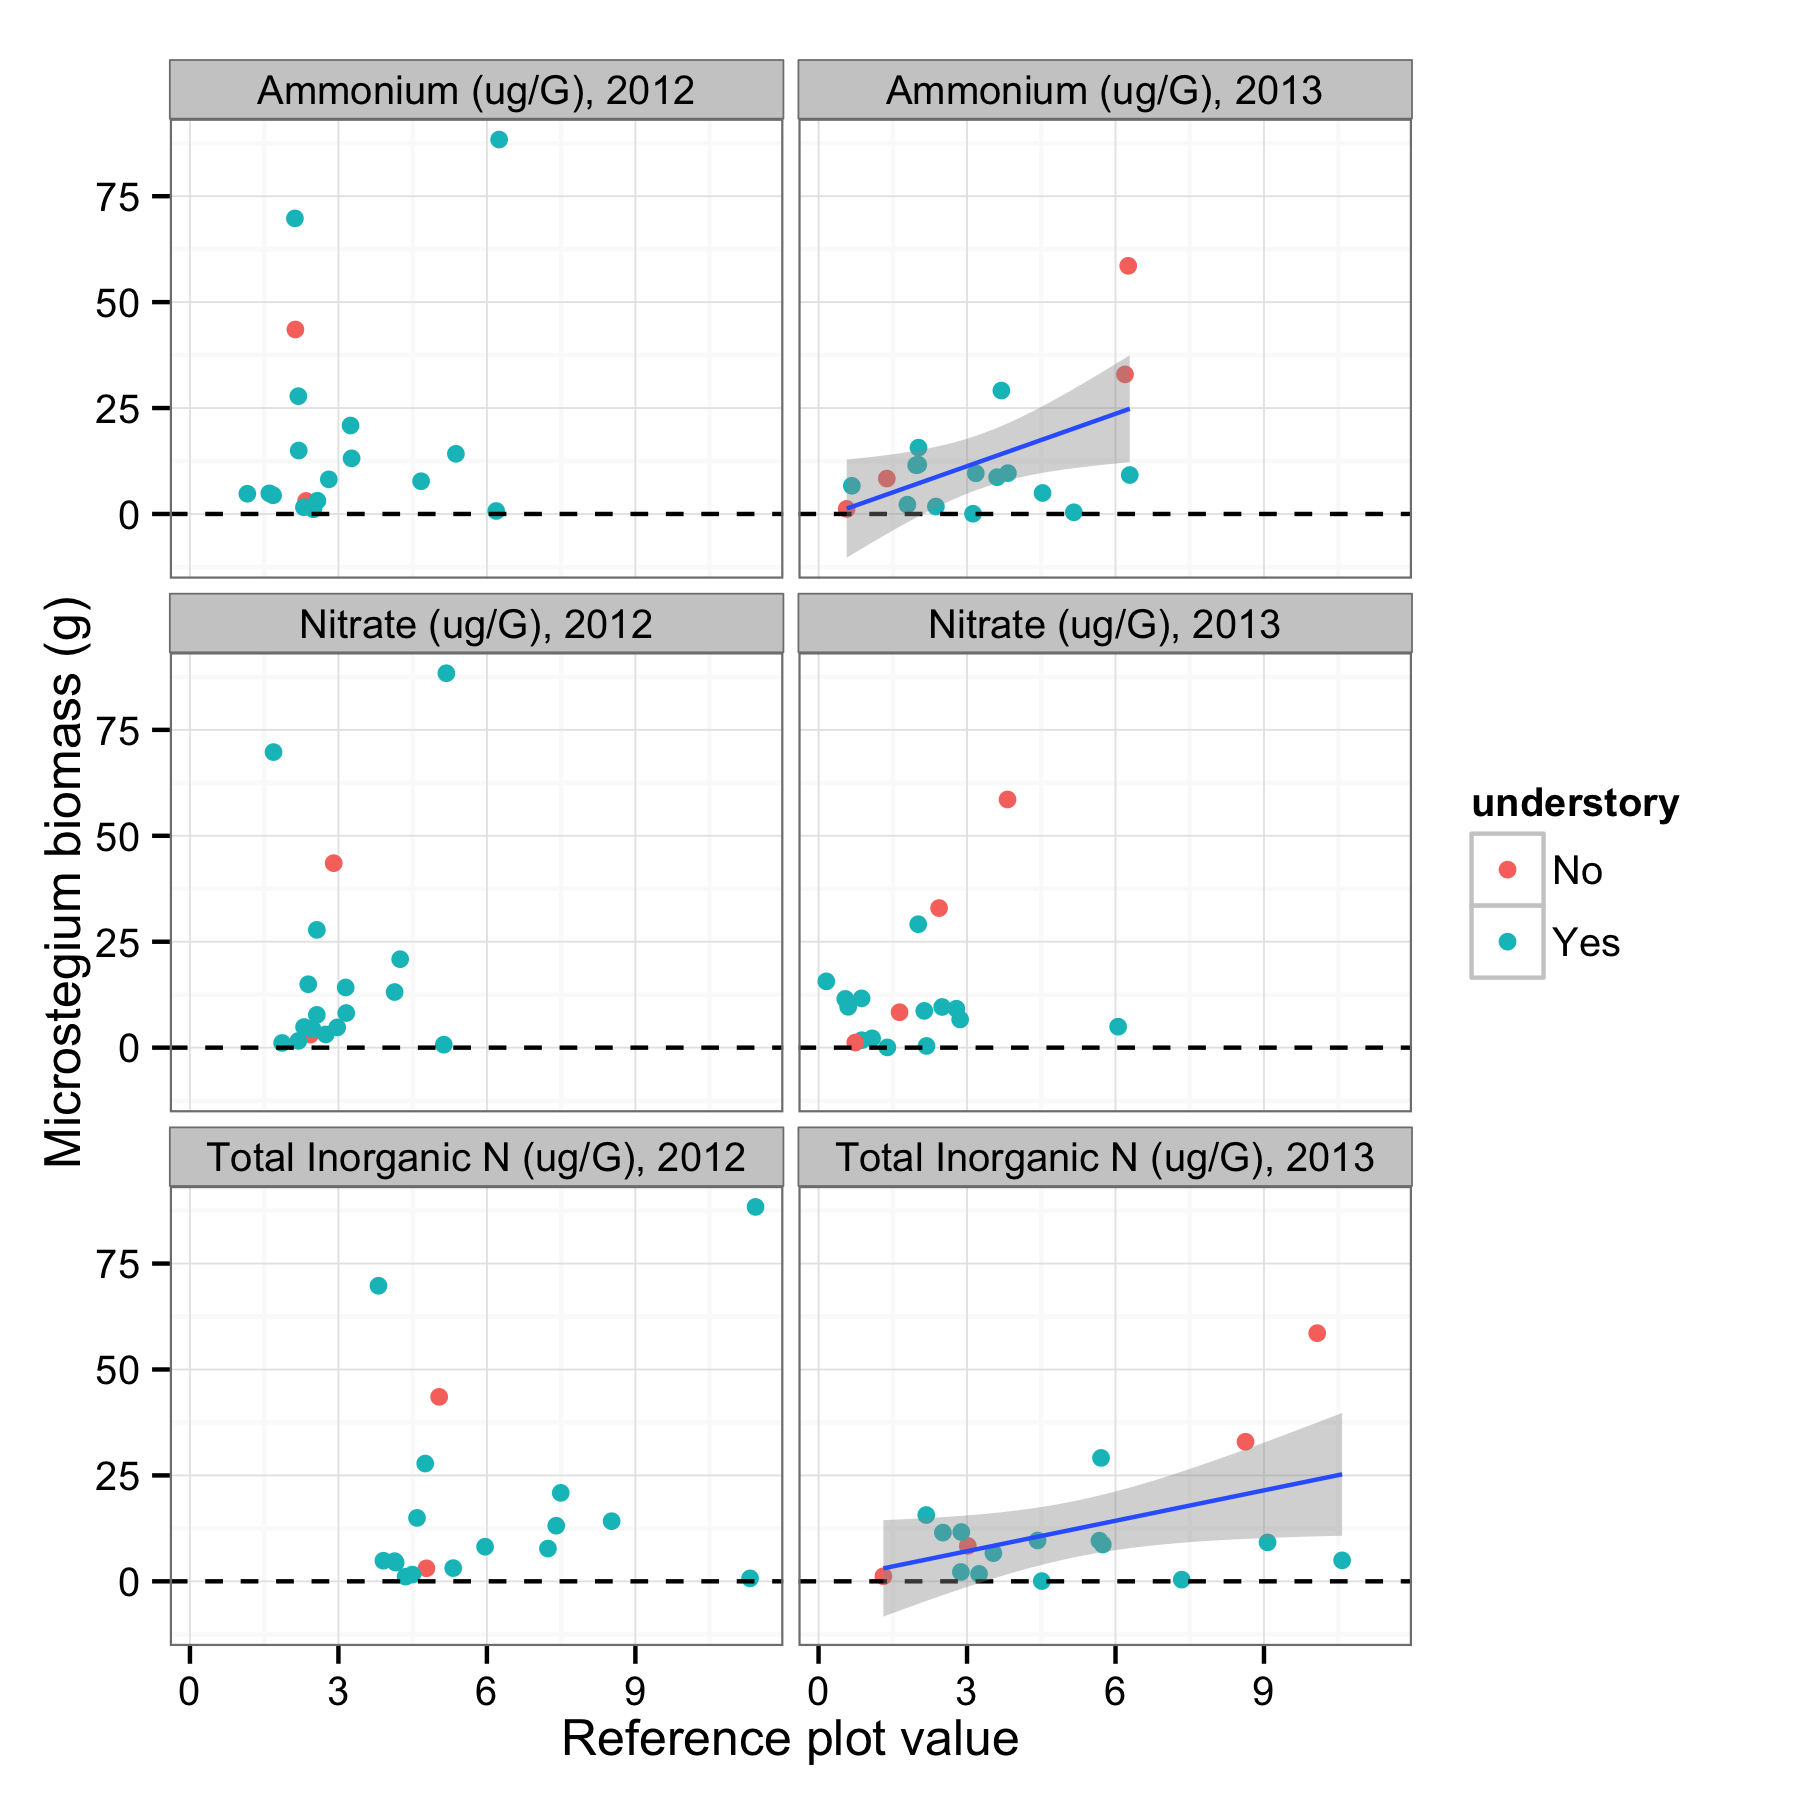 Ammonium (ug/G), 2012
Ammonium (ug/G), 2013
75
50
25
0
Nitrate (ug/G), 2012
Nitrate (ug/G), 2013
75
50
25
0
Total Inorganic N (ug/G), 2012
Total Inorganic N (ug/G), 2013
75
50
25
0
0 3 6 9
0 3 6 9
Reference plot value
Microstegium biomass (g)
understory
No
Yes